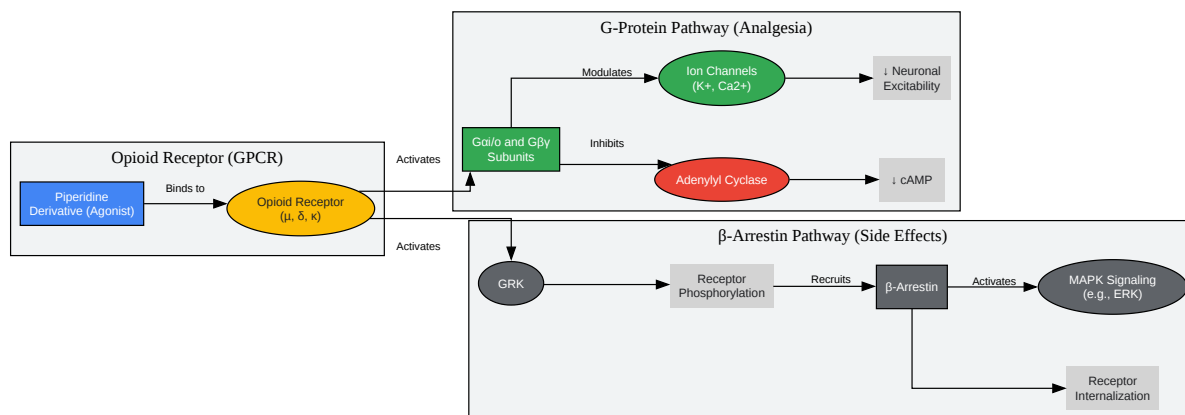 G-Protein Pathway (Analgesia)
Modulates
Ion Channels
(K+, Ca2+)
↓ Neuronal
Excitability
Gαi/o and Gβγ
Subunits
Inhibits
Adenylyl Cyclase
↓ cAMP
Opioid Receptor (GPCR)
Piperidine
Derivative (Agonist)
Binds to
Opioid Receptor
(μ, δ, κ)
Activates
Activates
β-Arrestin Pathway (Side Effects)
GRK
Receptor
Phosphorylation
Recruits
β-Arrestin
Activates
MAPK Signaling
(e.g., ERK)
Receptor
Internalization